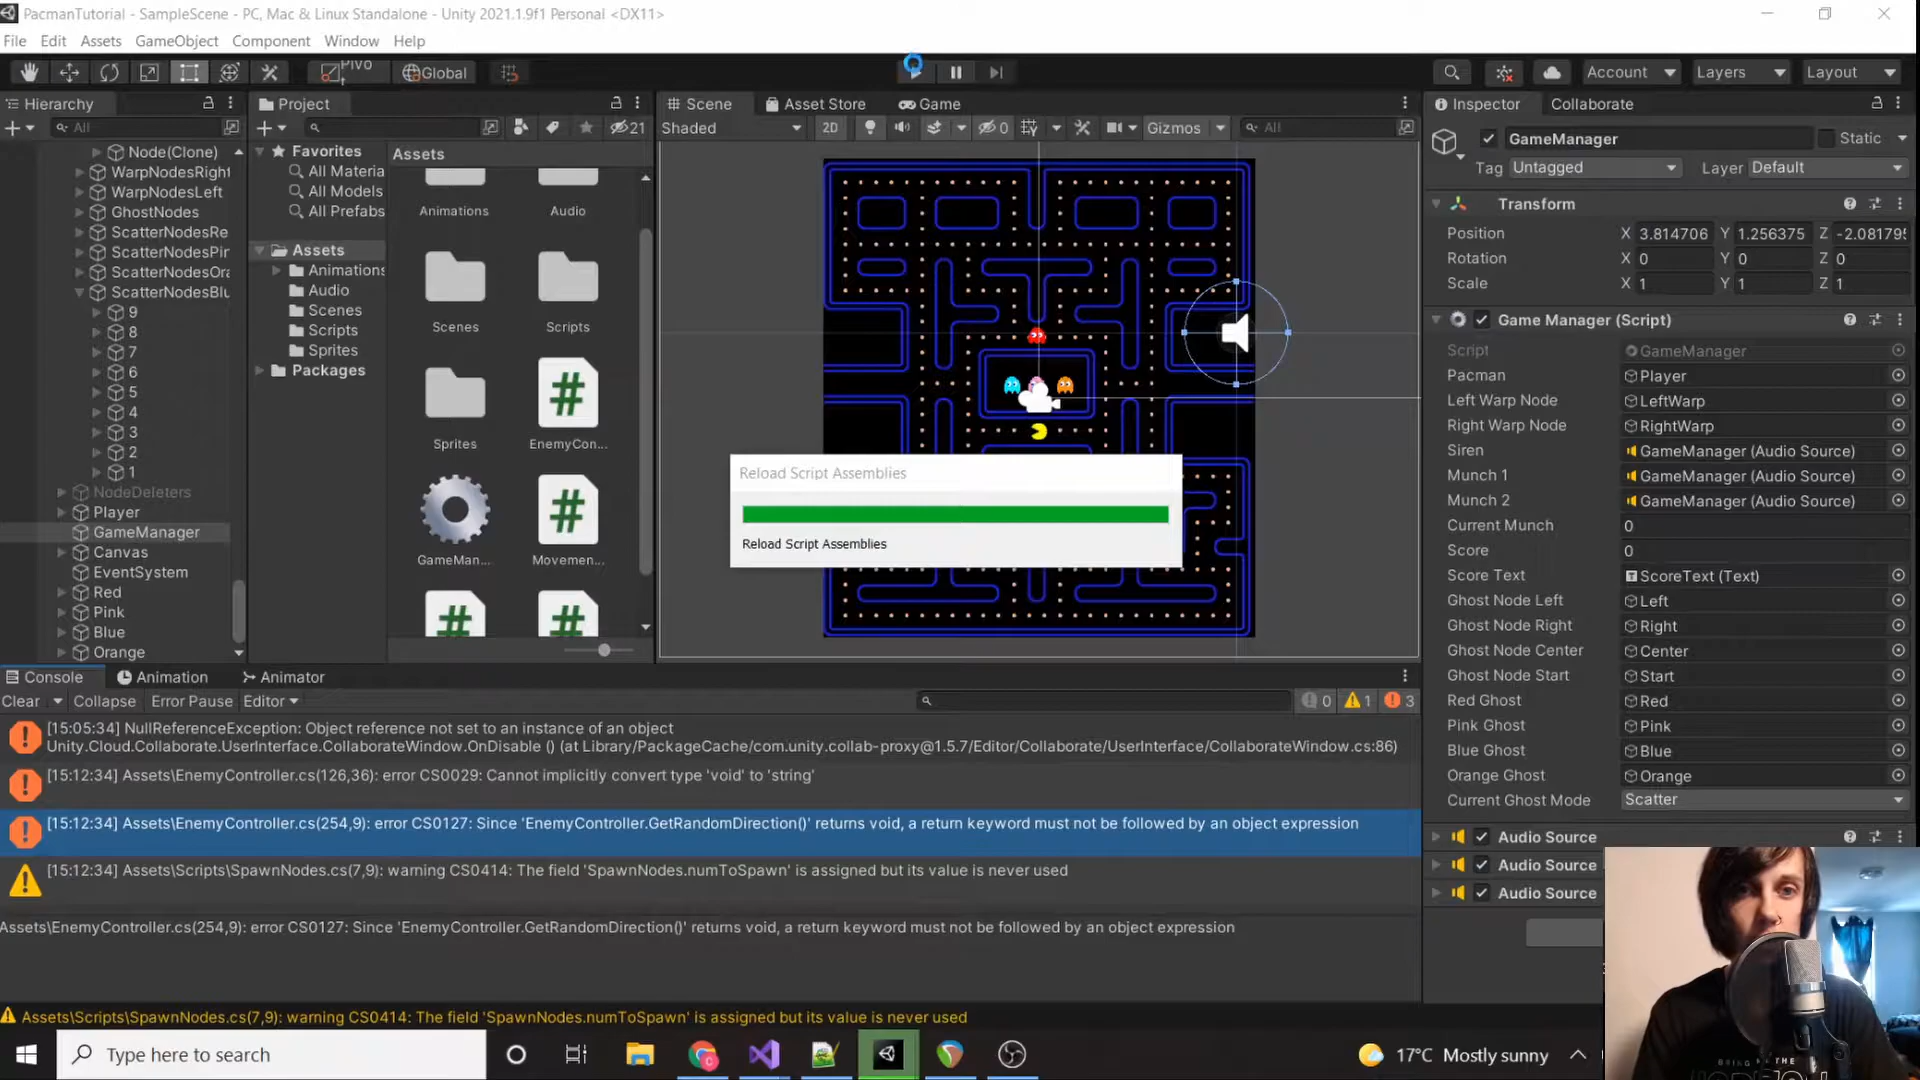 PacmanTutorial - SampleScene - PC, Mac & Linux Standalone - Unity 2021.1.9f1 Personal <DX11>
File Edit Assets GameObject Component Window Help
Pivo
t
Global
Account
Layers
Layout
Hierarchy
Project
Scene
Asset Store
Game
Inspector
Collaborate
All
21
Shaded
2D
0
Gizmos
All
GameManager
Static
Tag Untagged
Layer Default
Node(Clone)
WarpNodesRight
WarpNodesLeft
GhostNodes
ScatterNodesRe
ScatterNodesPin
ScatterNodesOra
ScatterNodesBlu
9
8
7
6
5
4
3
2
1
NodeDeleters
Player
GameManager
Canvas
EventSystem
Red
Pink
Blue
Orange
Favorites
All Materia
All Models
All Prefabs
Assets
Animations
Audio
Scenes
Scripts
Sprites
Packages
Assets
Animations
Audio
Scenes
Scripts
Sprites
EnemyCon...
GameMan...
Movemen...
Reload Script Assemblies
Reload Script Assemblies
Transform
Position X 3.814706 Y 1.256375 Z -2.081795
Rotation X 0 Y 0 Z 0
Scale X 1 Y 1 Z 1
Game Manager (Script)
Script GameManager
Pacman Player
Left Warp Node LeftWarp
Right Warp Node RightWarp
Siren GameManager (Audio Source)
Munch 1 GameManager (Audio Source)
Munch 2 GameManager (Audio Source)
Current Munch 0
Score 0
Score Text ScoreText (Text)
Ghost Node Left Left
Ghost Node Right Right
Ghost Node Center Center
Ghost Node Start Start
Red Ghost Red
Pink Ghost Pink
Blue Ghost Blue
Orange Ghost Orange
Current Ghost Mode Scatter
Audio Source
Audio Source
Audio Source
Console
Animation
Animator
Clear Collapse Error Pause Editor
0 1 3
[15:05:34] NullReferenceException: Object reference not set to an instance of an object
Unity.Cloud.Collaborate.UserInterface.CollaborateWindow.OnDisable () (at Library/PackageCache/com.unity.collab-proxy@1.5.7/Editor/Collaborate/UserInterface/CollaborateWindow.cs:86)
[15:12:34] Assets\EnemyController.cs(126,36): error CS0029: Cannot implicitly convert type 'void' to 'string'
[15:12:34] Assets\EnemyController.cs(254,9): error CS0127: Since 'EnemyController.GetRandomDirection()' returns void, a return keyword must not be followed by an object expression
[15:12:34] Assets\Scripts\SpawnNodes.cs(7,9): warning CS0414: The field 'SpawnNodes.numToSpawn' is assigned but its value is never used
Assets\EnemyController.cs(254,9): error CS0127: Since 'EnemyController.GetRandomDirection()' returns void, a return keyword must not be followed by an object expression
Assets\Scripts\SpawnNodes.cs(7,9): warning CS0414: The field 'SpawnNodes.numToSpawn' is assigned but its value is never used
Type here to search
17°C Mostly sunny